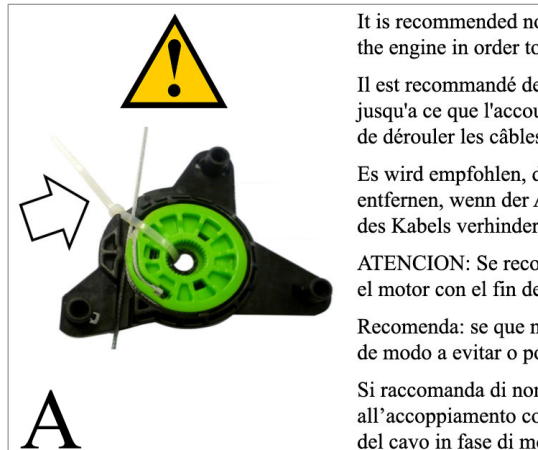 It is recommended
the engine in order to
Il est recommandé de
jusqu'a ce que l'accou
de dérouler les câbles
Es wird empfohlen, d
entfernen, wenn der A
des Kabels verhinder
ATENCION: Se reco
el motor con el fin de
Recomenda: se que n
de modo a evitar o po
Si raccomanda di non
all’accoppiamento co
del cavo in fase di mo
A